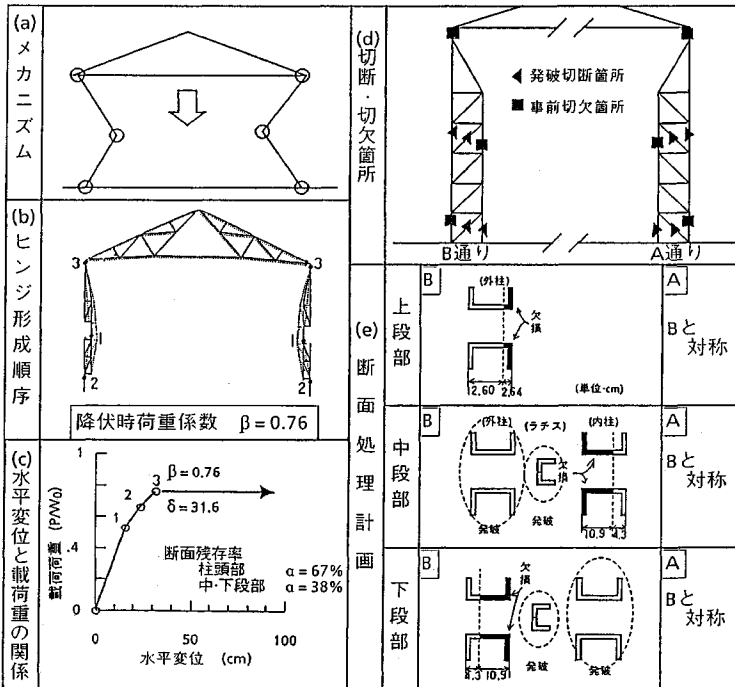 (a)メカニズム
(b)ヒンジ形成順序
3
3
1
1
2
2
降伏時荷重係数 β=0.76
(c)水平変位と載荷重の関係
載荷荷重 (P/W₀)
1
.4
0
1
2
3
β=0.76
δ=31.6
断面残存率
柱頭部 α=67%
中・下段部 α=38%
0 50 100
水平変位 (cm)
(d)切断・切欠箇所
発破切断箇所
事前切欠箇所
B通り
A通り
(e)断面処理計画
上段部
B
(外柱)
欠損
12,60 2,64
(単位・cm)
A
Bと対称
中段部
B
(外柱)
(ラチス)
(内柱)
欠損
発破
発破
10,9 4,3
A
Bと対称
下段部
B
欠損
4,3 10,9
発破
発破
A
Bと対称